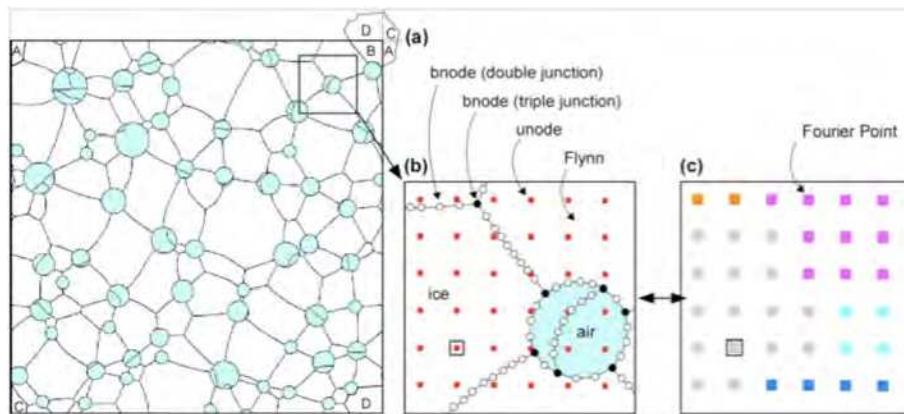 D
C
(a)
A
B
A
bnode (double junction)
bnode (triple junction)
unode
Fourier Point
Flynn
(b)
(c)
ice
air
C
D